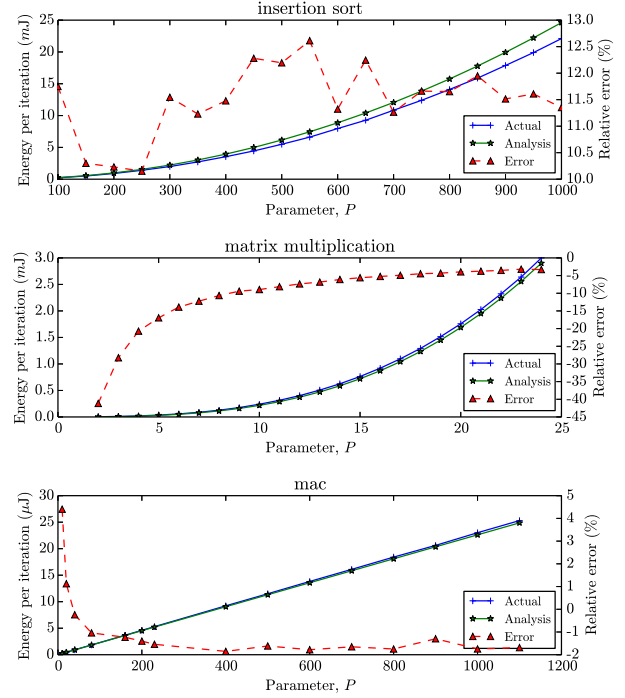 insertion sort
Energy per iteration (mJ)
25
20
15
10
5
0
13.0
12.5
12.0
11.5
11.0
10.5
10.0
Relative error (%)
Actual
Analysis
Error
100 200 300 400 500 600 700 800 900 1000
Parameter, P
matrix multiplication
Energy per iteration (mJ)
3.0
2.5
2.0
1.5
1.0
0.5
0.0
0
-5
-10
-15
-20
-25
-30
-35
-40
-45
Relative error (%)
Actual
Analysis
Error
0 5 10 15 20 25
Parameter, P
mac
Energy per iteration (μJ)
30
25
20
15
10
5
0
5
4
3
2
1
0
-1
-2
Relative error (%)
Actual
Analysis
Error
0 200 400 600 800 1000 1200
Parameter, P